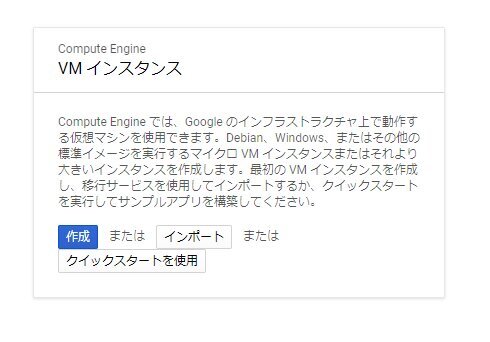 Compute Engine
VM インスタンス
Compute Engine では、Google のインフラストラクチャ上で動作す
る仮想マシンを使用できます。Debian、Windows、またはその他の
標準イメージを実行するマイクロ VM インスタンスまたはそれより
大きいインスタンスを作成します。最初の VM インスタンスを作成
し、移行サービスを使用してインポートするか、クイックスタート
を実行してサンプルアプリを構築してください。
作成 または インポート または
クイックスタートを使用